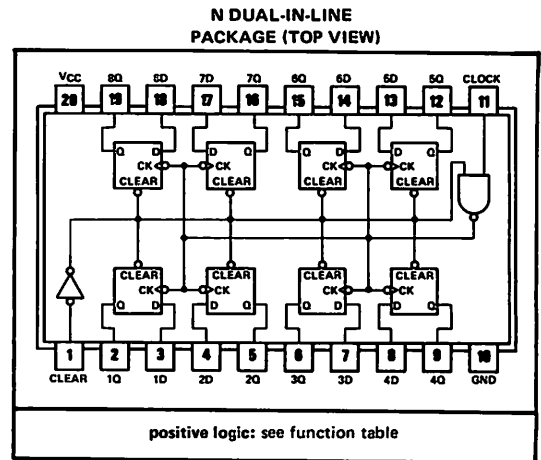 N DUAL-IN-LINE
PACKAGE (TOP VIEW)
VCC 8Q 8D 7D 7Q 6Q 6D 5D 5Q CLOCK
20 19 18 17 16 15 14 13 12 11
Q D D Q Q D D Q
CK CK CK CK
CLEAR CLEAR CLEAR CLEAR
CLEAR CLEAR CLEAR CLEAR
CK CK CK CK
Q D D Q Q D D Q
1 2 3 4 5 6 7 8 9 10
CLEAR 1Q 1D 2D 2Q 3Q 3D 4D 4Q GND
positive logic: see function table